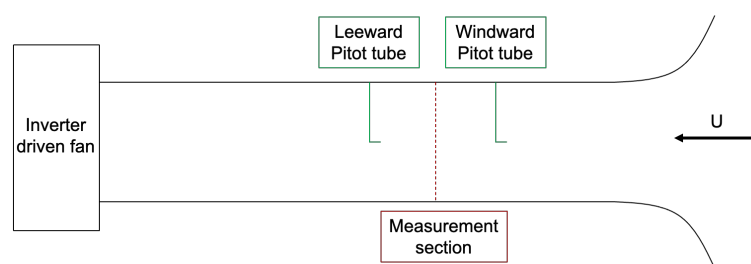 Leeward
Pitot tube
Windward
Pitot tube
Inverter
driven fan
U
Measurement
section